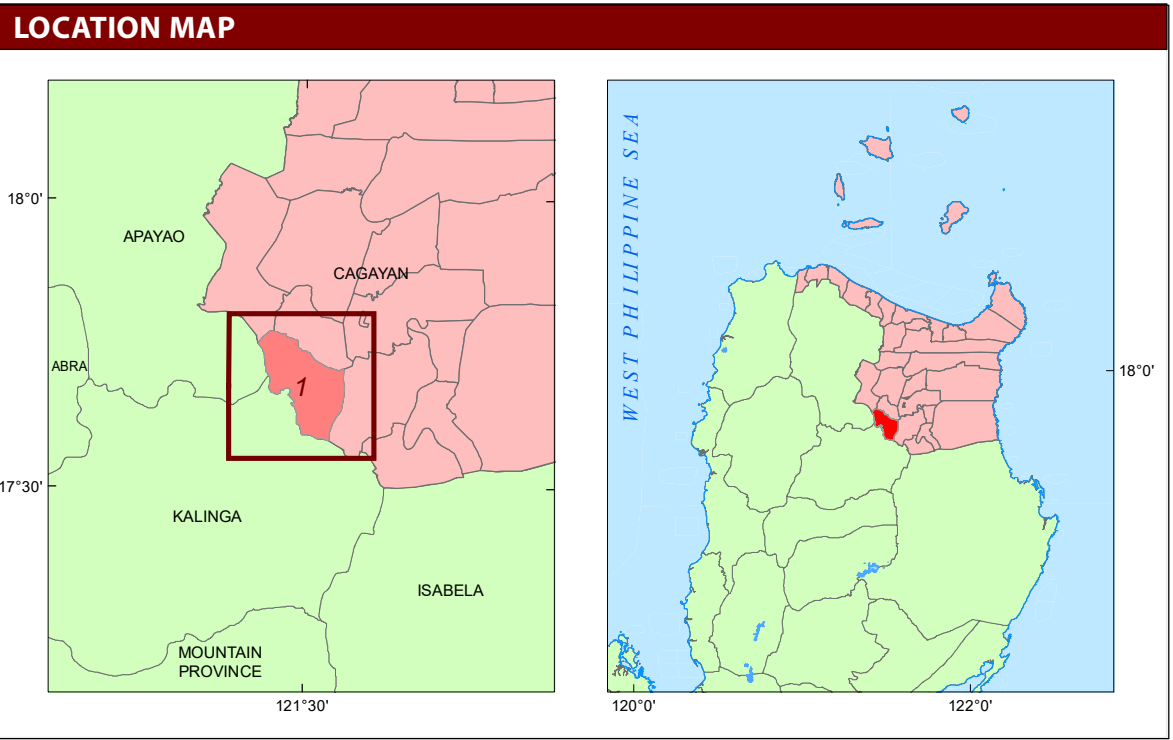 LOCATION MAP
18°0'
APAYAO
CAGAYAN
ABRA
1
17°30'
KALINGA
ISABELA
MOUNTAIN
PROVINCE
121°30'
WEST PHILIPPINE SEA
18°0'
120°0'
122°0'